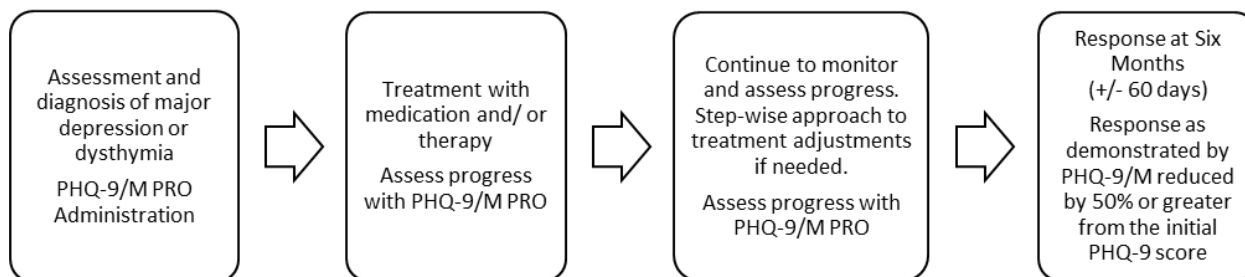 Assessment and
diagnosis of major
depression or
dysthymia
PHQ-9/M PRO
Administration
Treatment with
medication and/ or
therapy
Assess progress
with PHQ-9/M PRO
Continue to monitor
and assess progress.
Step-wise approach to
treatment adjustments
if needed.
Assess progress with
PHQ-9/M PRO
Response at Six
Months
(+/- 60 days)
Response as
demonstrated by
PHQ-9/M reduced
by 50% or greater
from the initial
PHQ-9 score